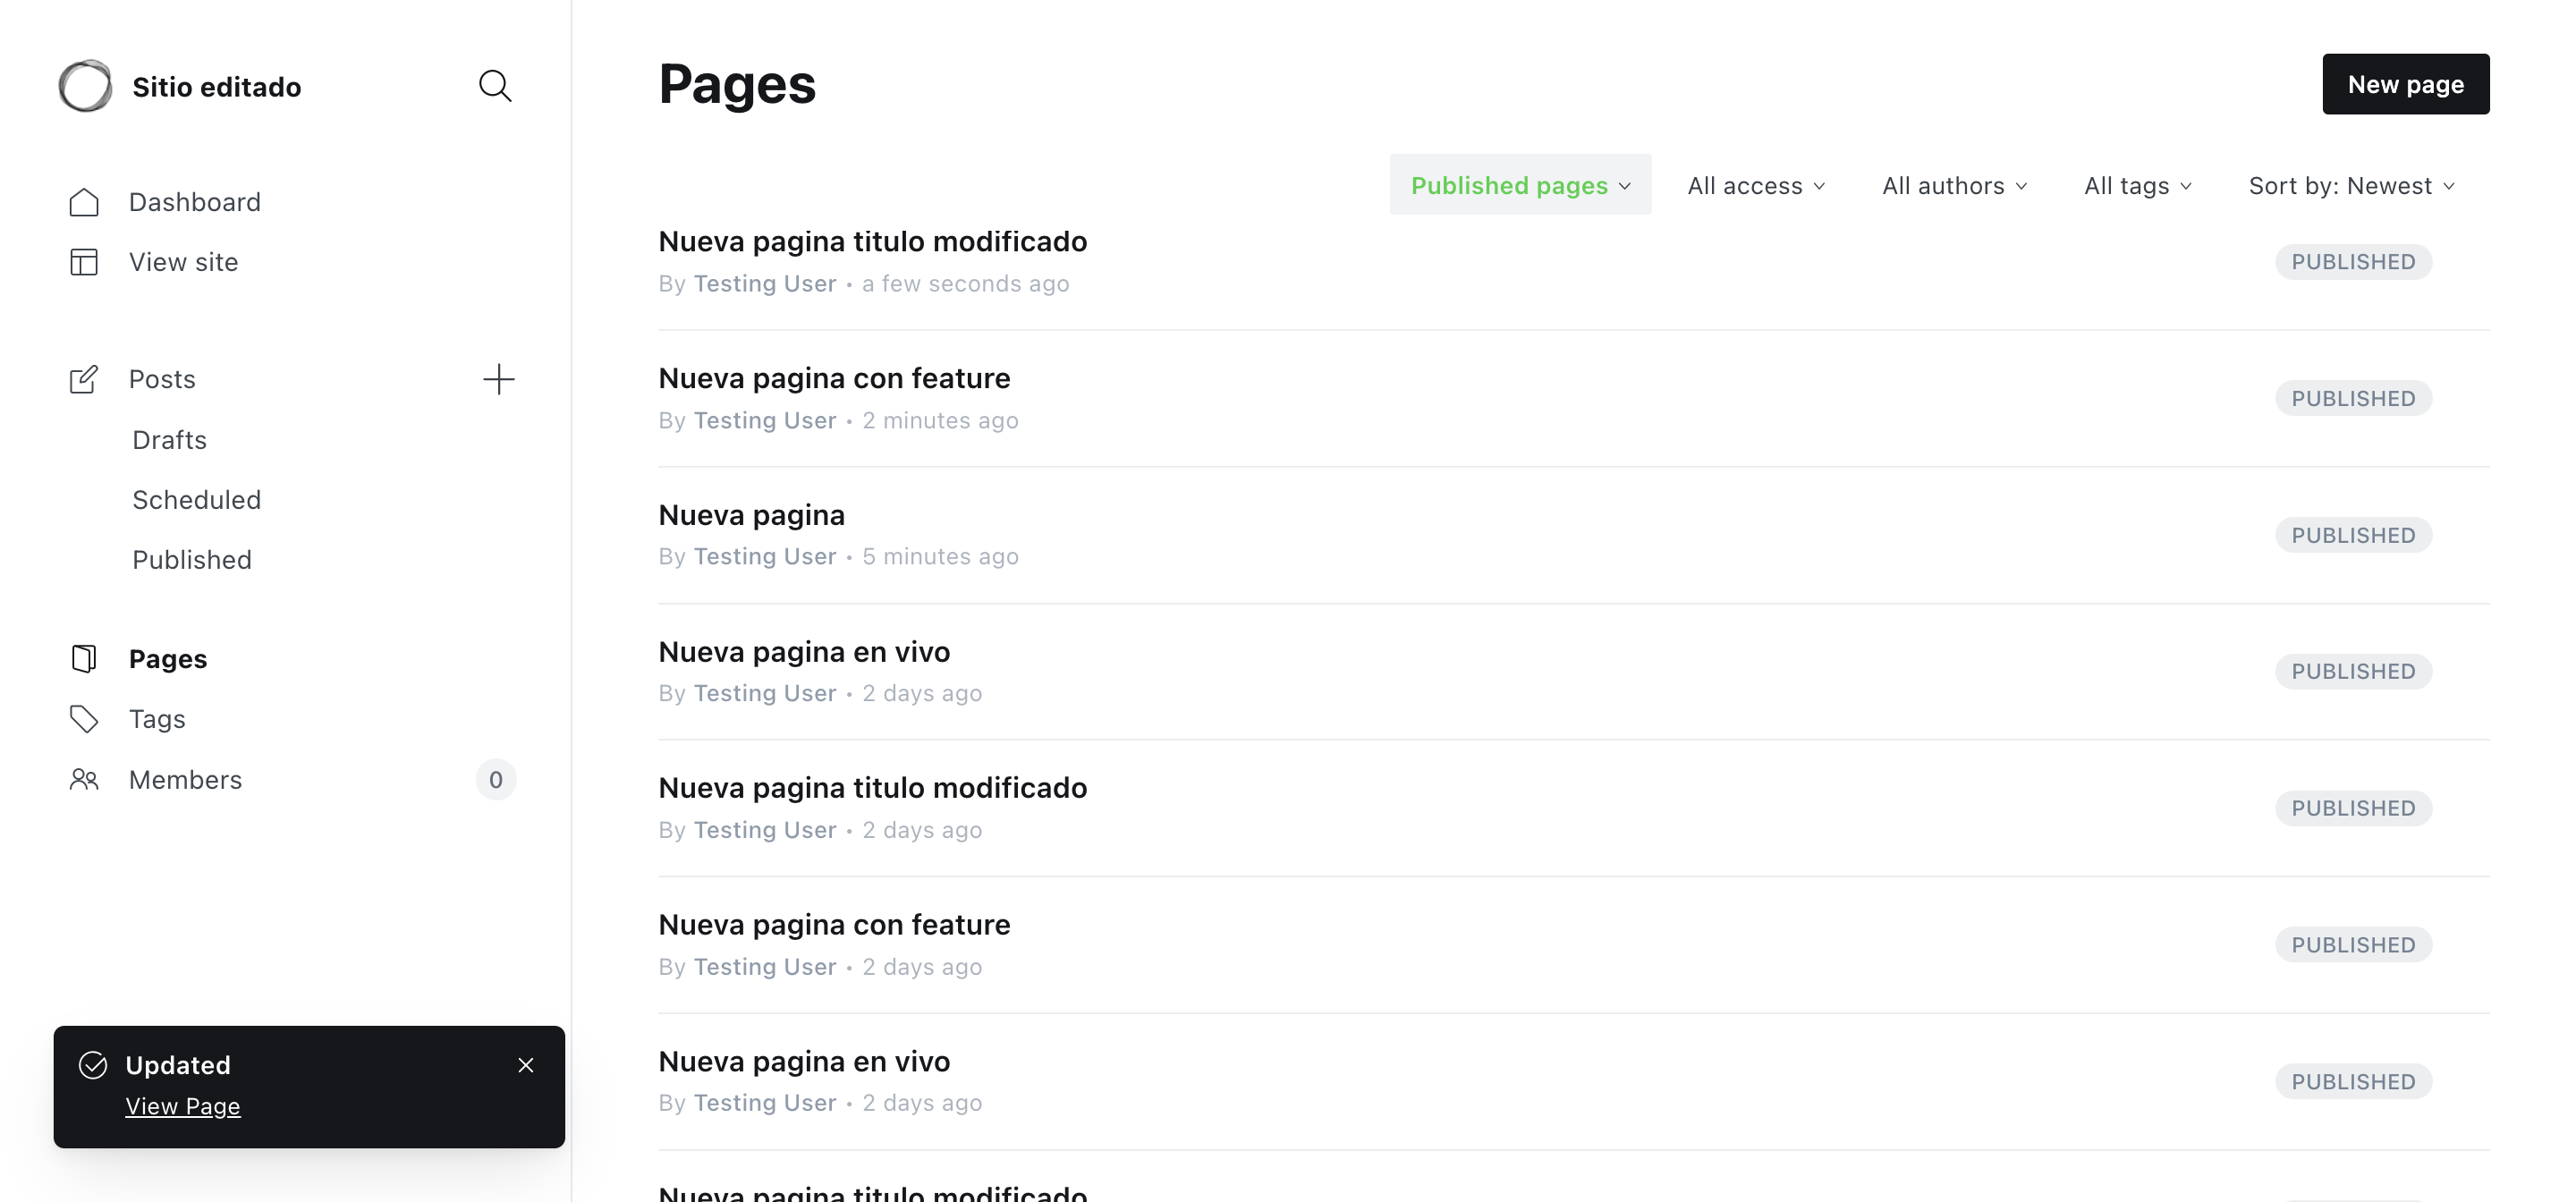 Sitio editado
Dashboard
View site
Posts
Drafts
Scheduled
Published
Pages
Tags
Members 0
Updated
View Page
Pages
New page
Published pages All access All authors All tags Sort by: Newest
Nueva pagina titulo modificado
By Testing User • a few seconds ago
PUBLISHED
Nueva pagina con feature
By Testing User • 2 minutes ago
PUBLISHED
Nueva pagina
By Testing User • 5 minutes ago
PUBLISHED
Nueva pagina en vivo
By Testing User • 2 days ago
PUBLISHED
Nueva pagina titulo modificado
By Testing User • 2 days ago
PUBLISHED
Nueva pagina con feature
By Testing User • 2 days ago
PUBLISHED
Nueva pagina en vivo
By Testing User • 2 days ago
PUBLISHED
Nueva pagina titulo modificado